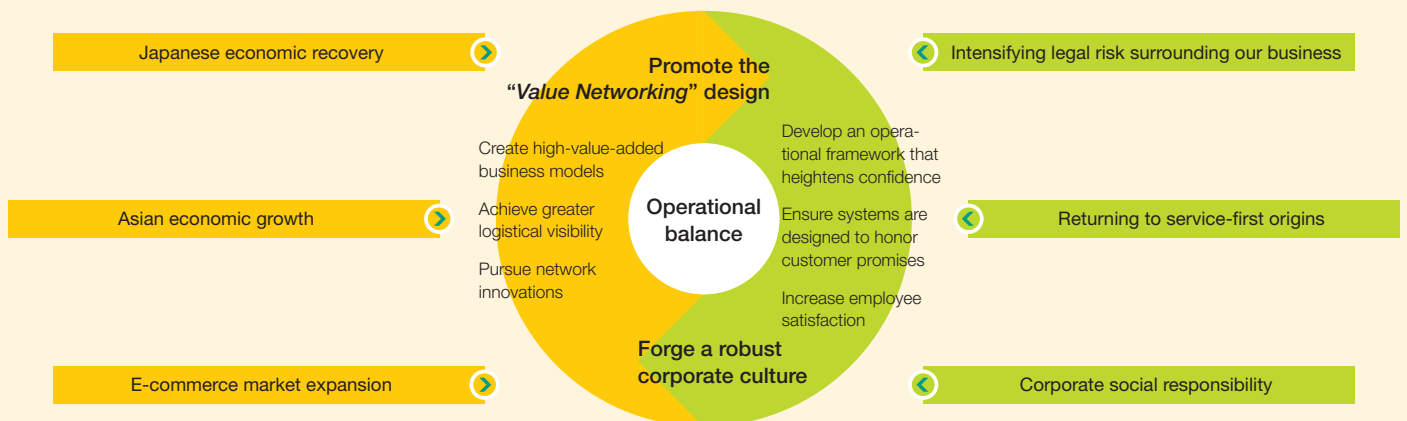 Japanese economic recovery
Asian economic growth
E-commerce market expansion
Promote the
“Value Networking” design
Create high-value-added
business models
Achieve greater
logistical visibility
Pursue network
innovations
Operational
balance
Develop an opera-
tional framework that
heightens confidence
Ensure systems are
designed to honor
customer promises
Increase employee
satisfaction
Forge a robust
corporate culture
Intensifying legal risk surrounding our business
Returning to service-first origins
Corporate social responsibility